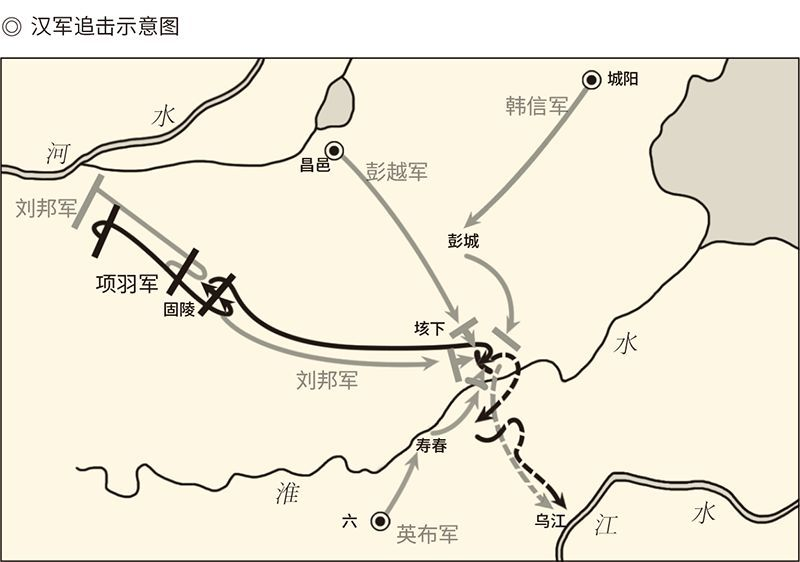 ◎ 汉军追击示意图
城阳
韩信军
水
河
昌邑
彭越军
刘邦军
彭城
项羽军
固陵
垓下
水
刘邦军
寿春
淮
六
英布军
乌江
江
水